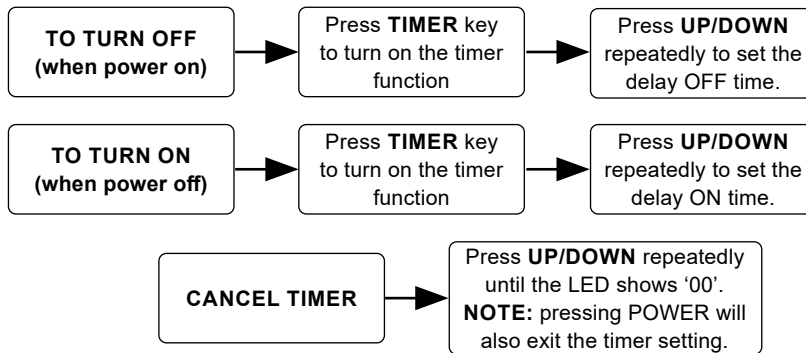 TO TURN OFF
(when power on)
Press TIMER key
to turn on the timer
function
Press UP/DOWN
repeatedly to set the
delay OFF time.
TO TURN ON
(when power off)
Press TIMER key
to turn on the timer
function
Press UP/DOWN
repeatedly to set the
delay ON time.
CANCEL TIMER
Press UP/DOWN repeatedly
until the LED shows ‘00’.
NOTE: pressing POWER will
also exit the timer setting.